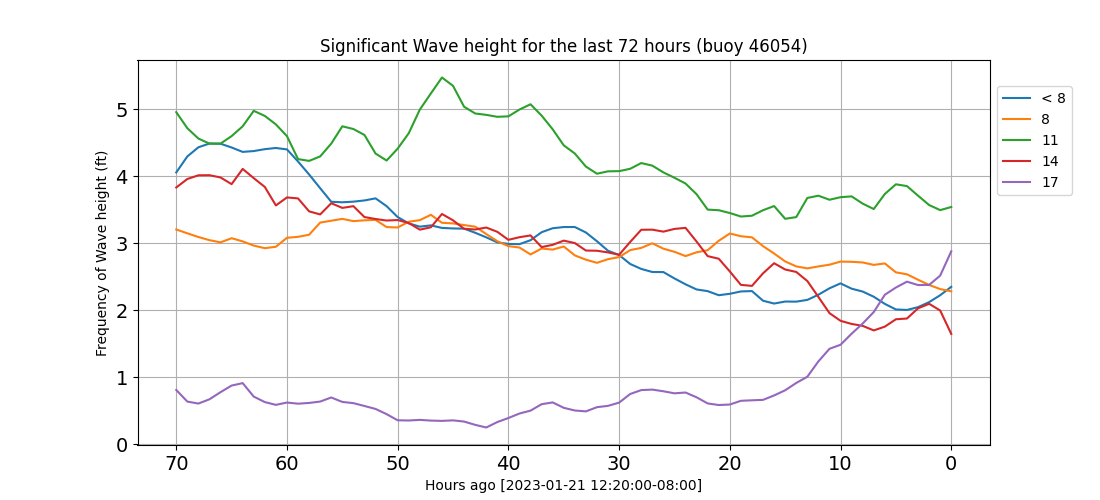 Significant Wave height for the last 72 hours (buoy 46054)
Frequency of Wave height (ft)
5
4
3
2
1
0
70 60 50 40 30 20 10 0
Hours ago [2023-01-21 12:20:00-08:00]
< 8
8
11
14
17